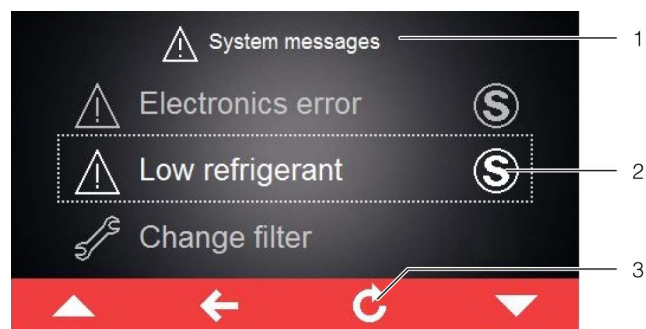 System messages
1
Electronics error S
Low refrigerant S
2
Change filter
3